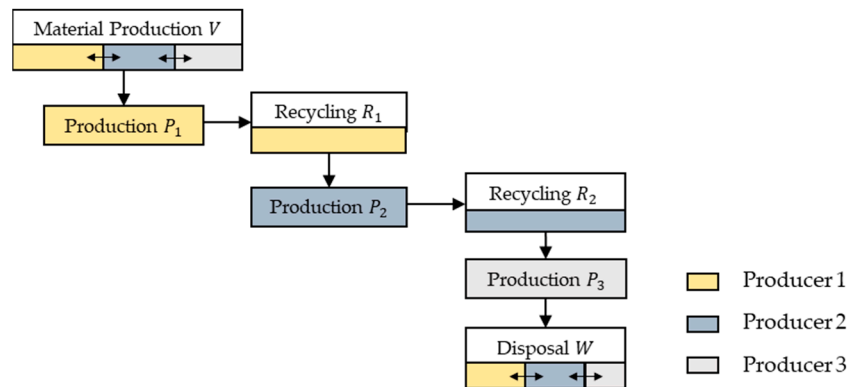 Material Production V
Production P₁
Recycling R₁
Production P₂
Recycling R₂
Production P₃
Disposal W
Producer 1
Producer 2
Producer 3